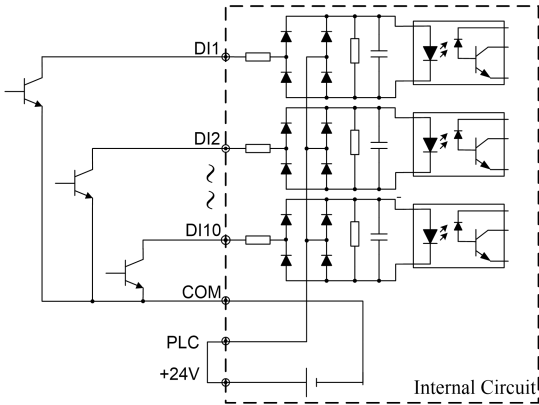 DI1
DI2
DI10
COM
PLC
+24V
Internal Circuit